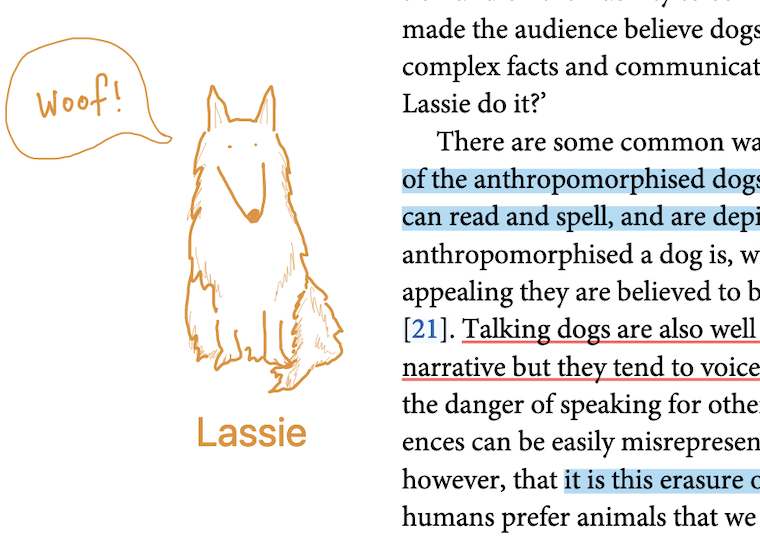 Woof!
Lassie
made the audience believe dogs
complex facts and communicat
Lassie do it?’
There are some common wa
of the anthropomorphised dogs
can read and spell, and are depi
anthropomorphised a dog is, w
appealing they are believed to b
[21]. Talking dogs are also well
narrative but they tend to voice
the danger of speaking for othe
ences can be easily misrepresen
however, that it is this erasure o
humans prefer animals that we